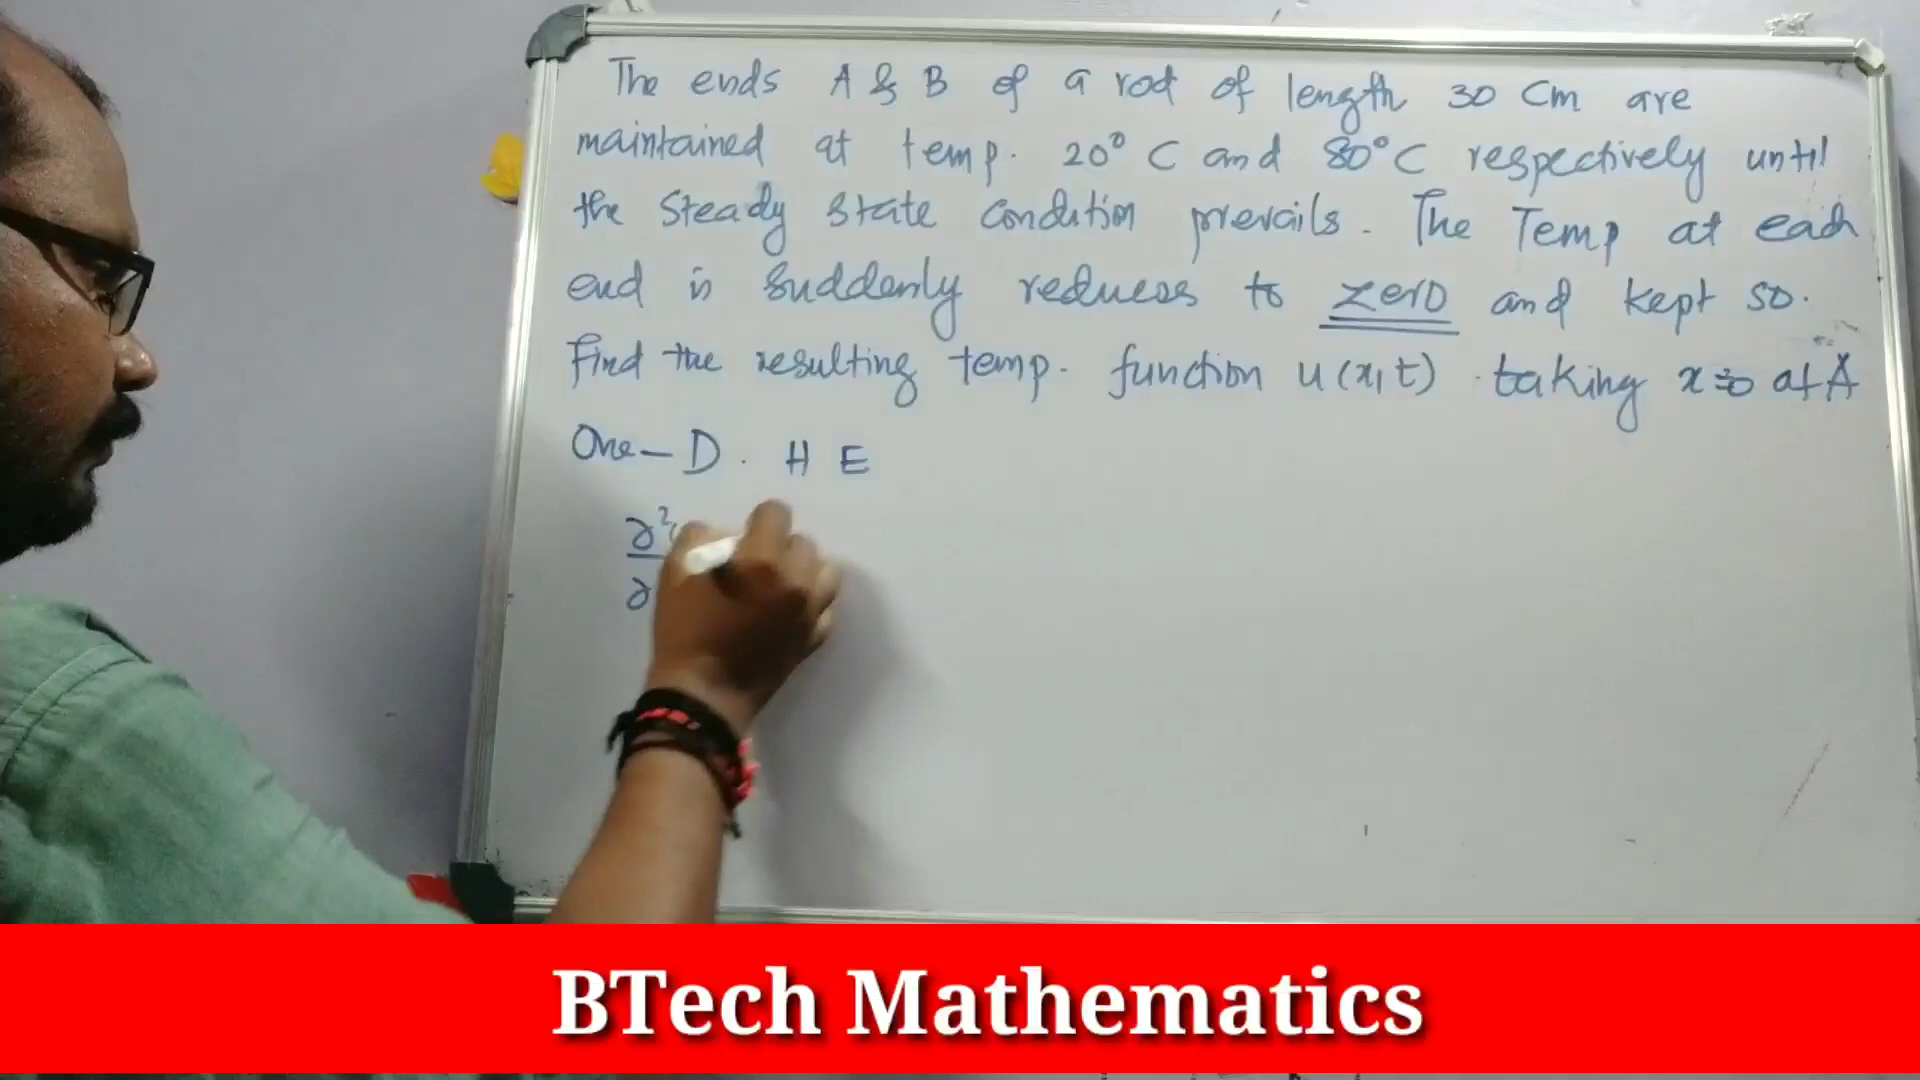 The ends A & B of a rod of length 30 Cm are
maintained at temp. 20° C and 80°C respectively until
the Steady State Condition prevails. The Temp at each
end is Suddenly reduces to Zero and kept so.
Find the resulting temp. function u(x,t) taking x=0 at A
One-D. H E
∂²
∂
BTech Mathematics